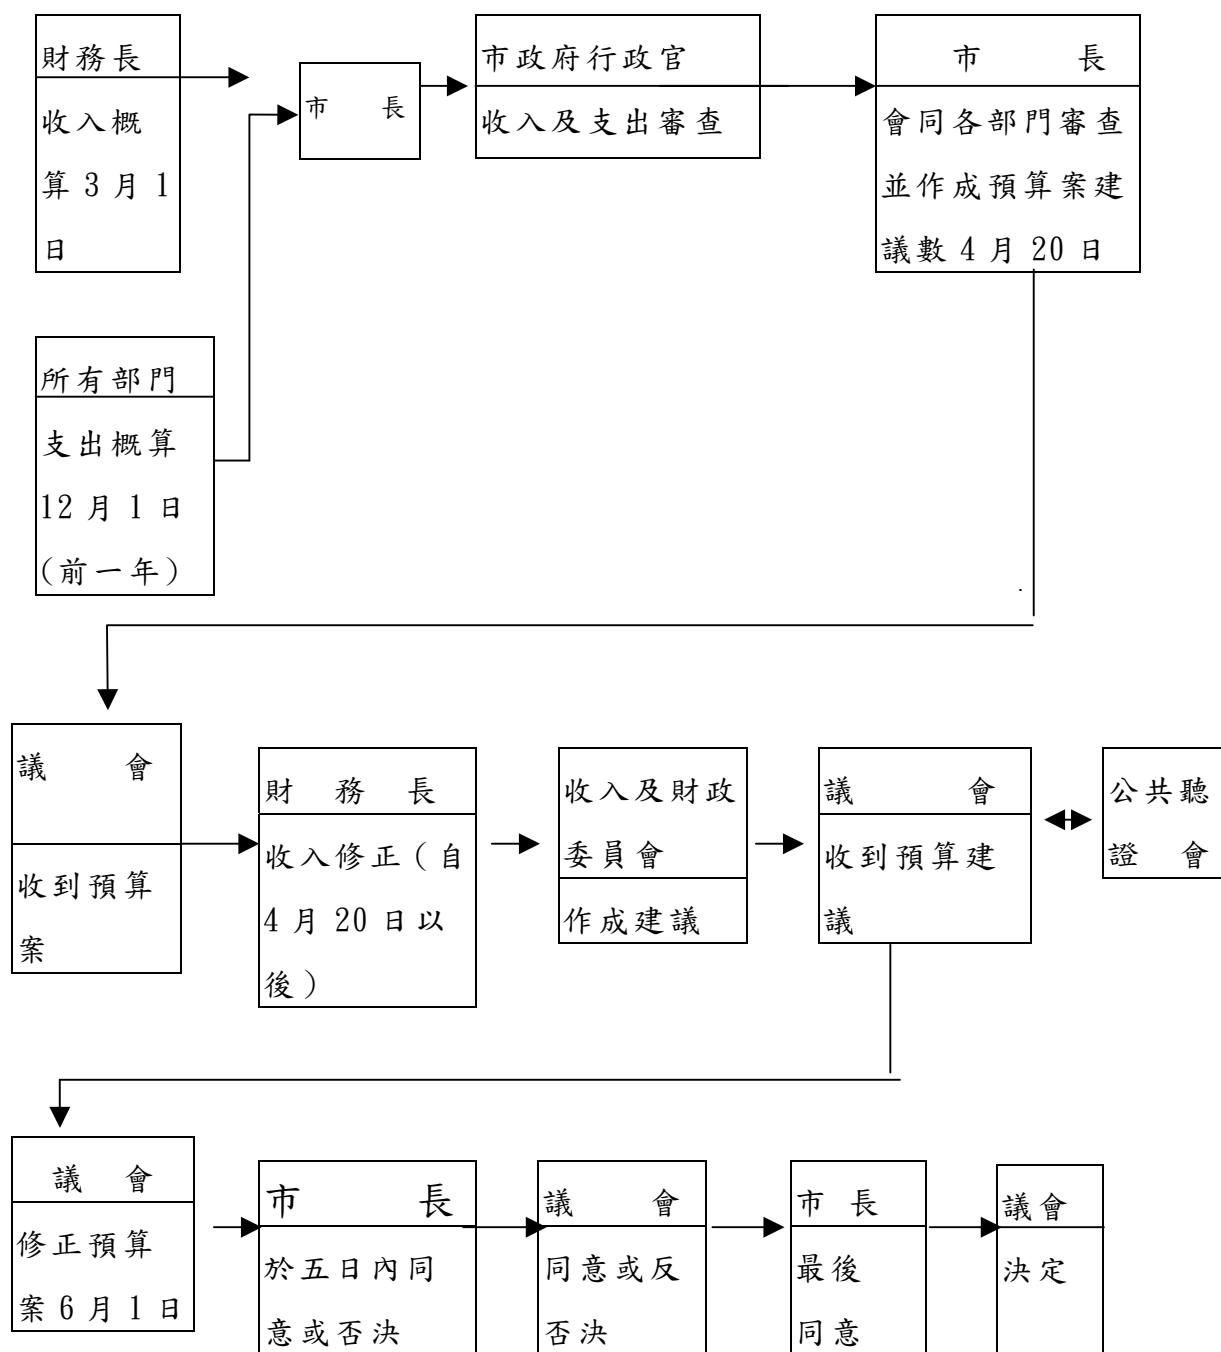 財務長
收入概
算 3 月 1
日
所有部門
支出概算
12 月 1 日
(前一年)
市 長
市政府行政官
收入及支出審查
市 長
會同各部門審查
並作成預算案建
議數 4 月 20 日
議 會
收到預算
案
財 務 長
收入修正(自
4 月 20 日以
後)
收入及財政
委員會
作成建議
議 會
收到預算建
議
公共聽
證 會
議 會
修正預算
案 6 月 1 日
市 長
於五日內同
意或否決
議 會
同意或反
否決
市 長
最後
同意
議會
決定